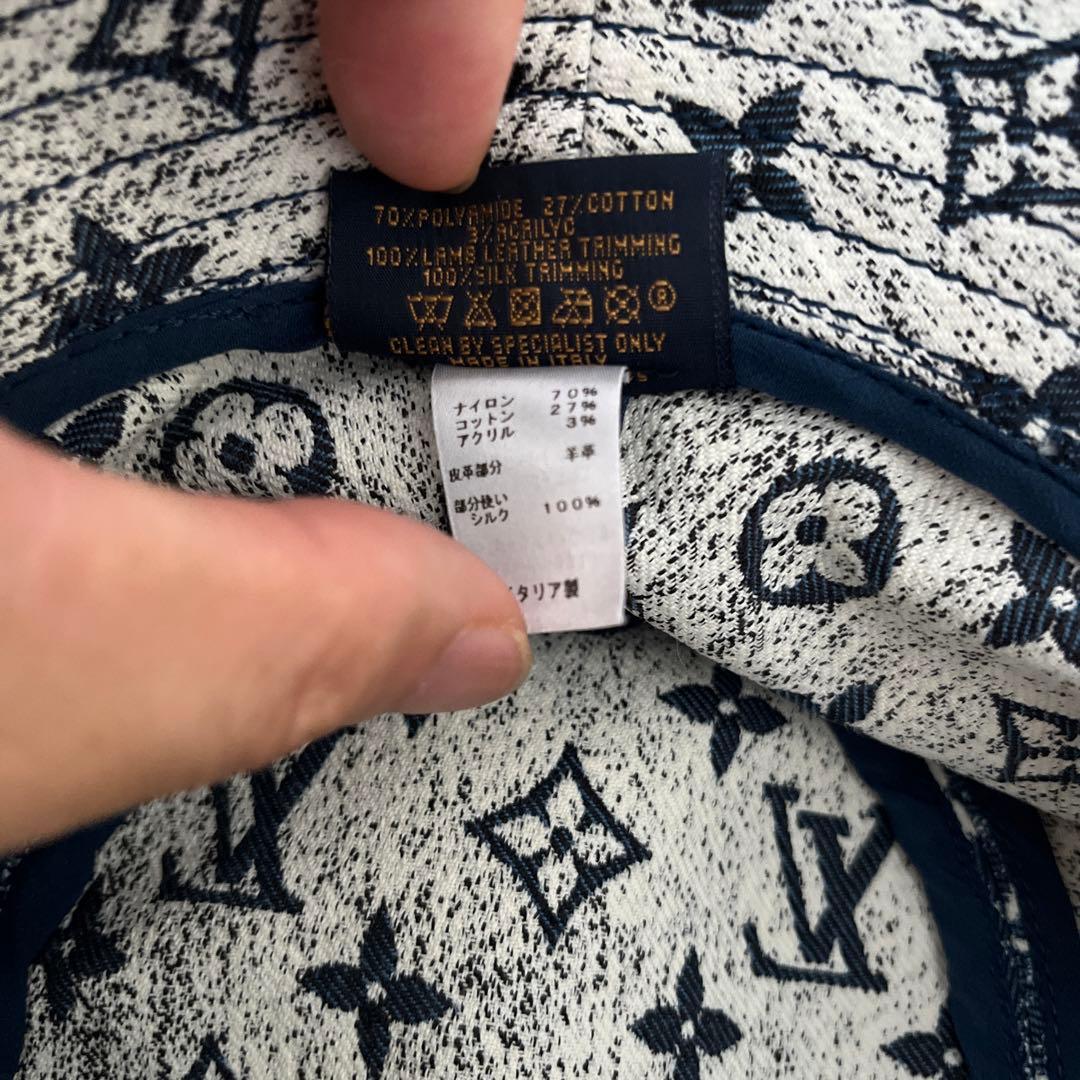 70%POLYAMIDE 27%COTTON
3%ACRILYC
100%LAMB LEATHER TRIMMING
100%SILK TRIMMING
®
CLEAN BY SPECIALIST ONLY
MADE IN ITALY
ナイロン 70%
コットン 27%
アクリル 3%
皮革部分 羊革
部分使い
シルク 100%
タリア製
LV
LV